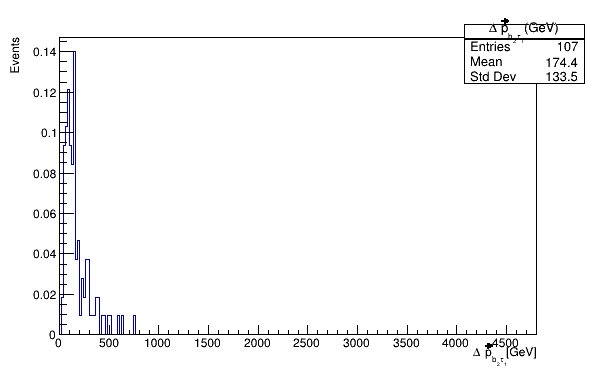 Δ p⃗b₂τ₁ (GeV)
Entries 107
Mean 174.4
Std Dev 133.5
Events
0.14
0.12
0.1
0.08
0.06
0.04
0.02
0
0 500 1000 1500 2000 2500 3000 3500 4000 4500
Δ p⃗b₂τ₁[GeV]